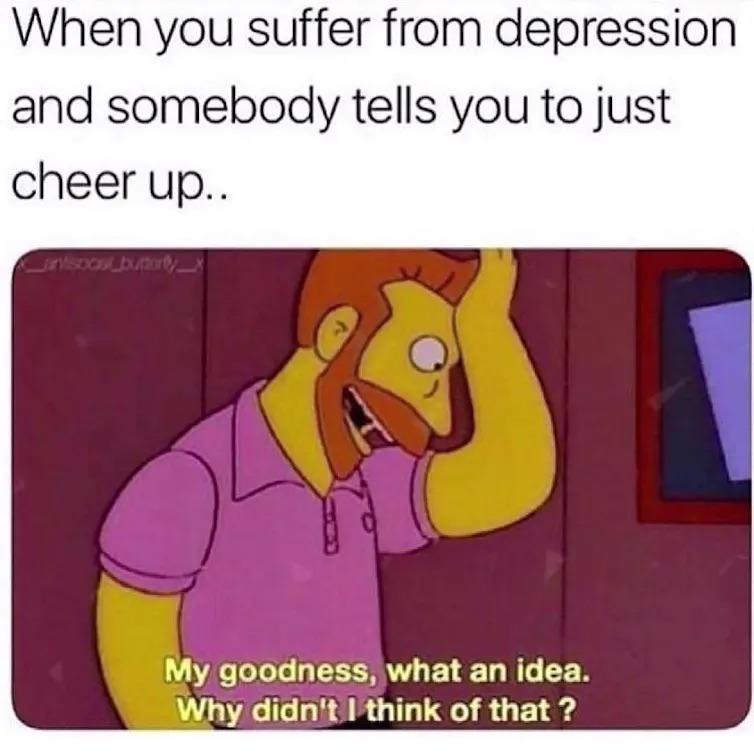 When you suffer from depression
and somebody tells you to just
cheer up..
My goodness, what an idea.
Why didn't I think of that ?